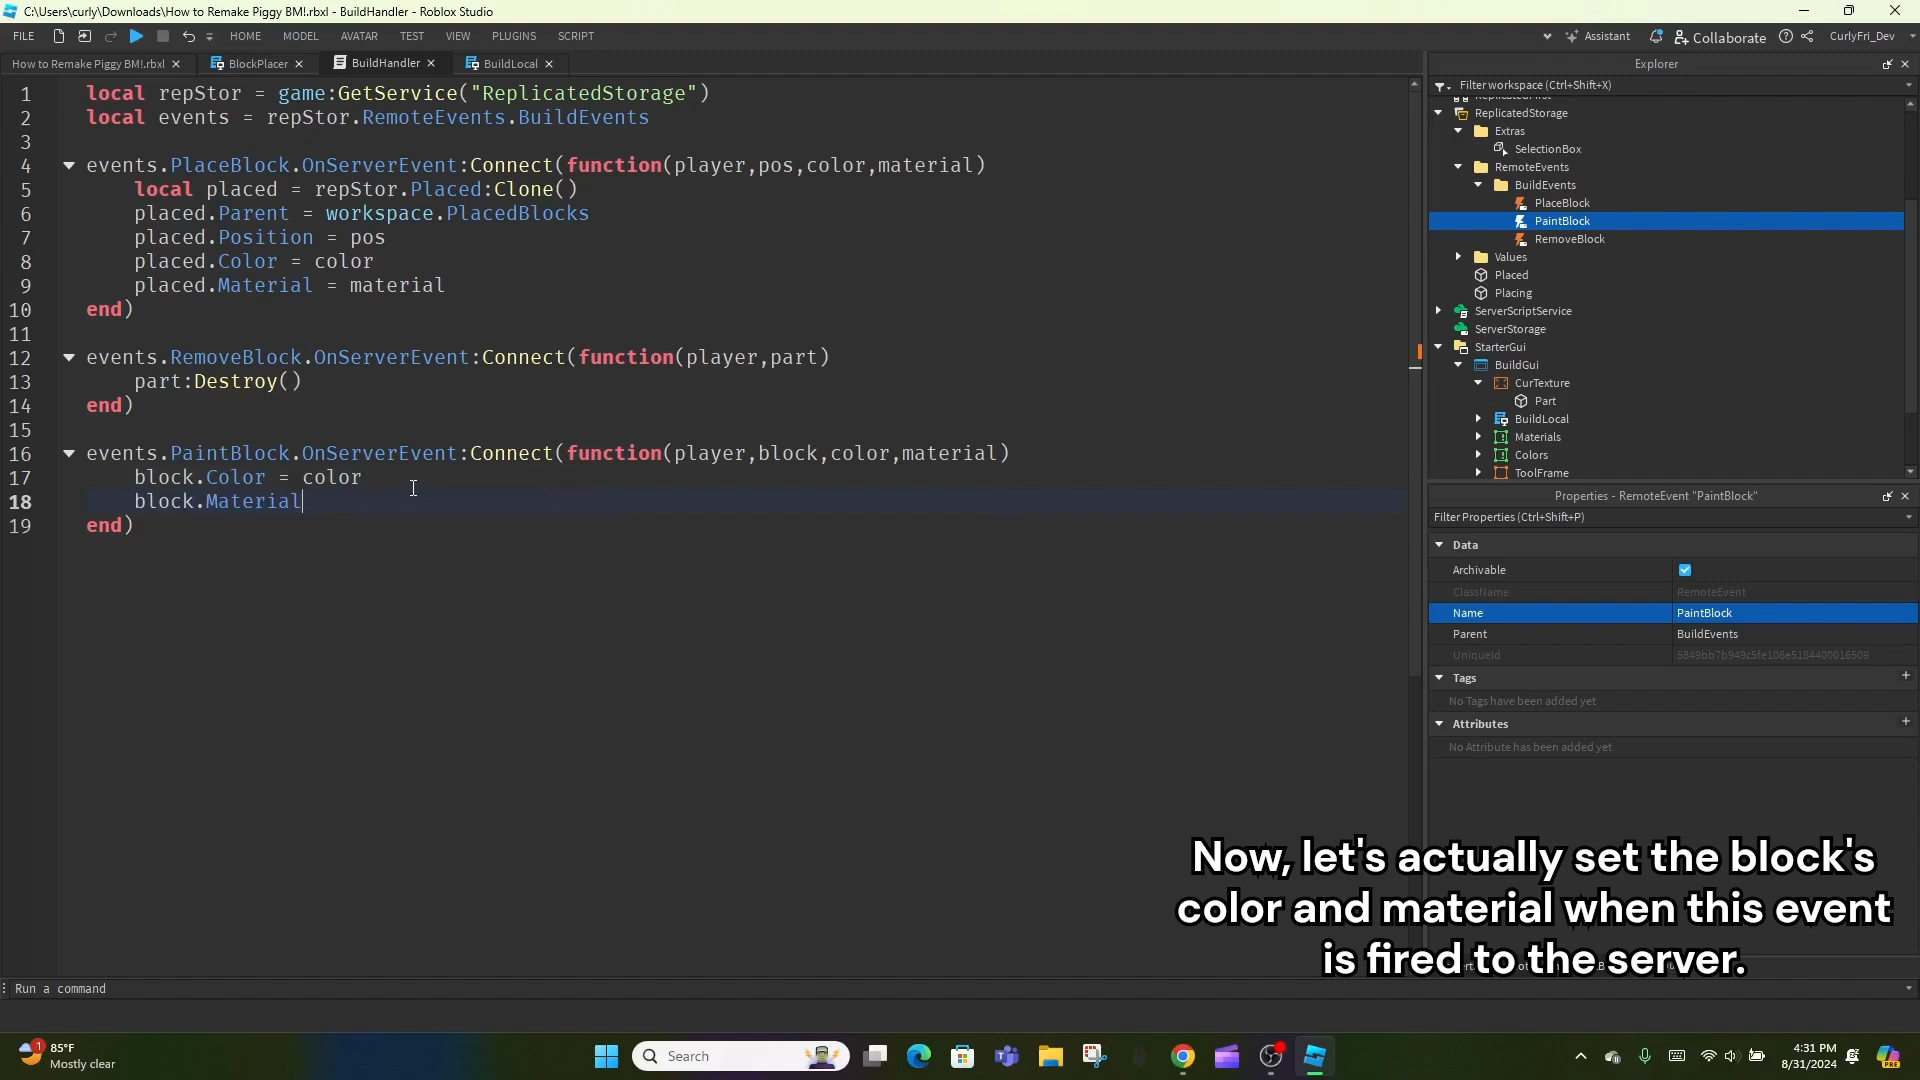 C:\Users\curly\Downloads\How to Remake Piggy BM!.rbxl - BuildHandler - Roblox Studio
FILE HOME MODEL AVATAR TEST VIEW PLUGINS SCRIPT Assistant Collaborate CurlyFri_Dev
How to Remake Piggy BM!.rbxl BlockPlacer BuildHandler BuildLocal
1 local repStor = game:GetService("ReplicatedStorage")
2 local events = repStor.RemoteEvents.BuildEvents
3
4 events.PlaceBlock.OnServerEvent:Connect(function(player,pos,color,material)
5 local placed = repStor.Placed:Clone()
6 placed.Parent = workspace.PlacedBlocks
7 placed.Position = pos
8 placed.Color = color
9 placed.Material = material
10 end)
11
12 events.RemoveBlock.OnServerEvent:Connect(function(player,part)
13 part:Destroy()
14 end)
15
16 events.PaintBlock.OnServerEvent:Connect(function(player,block,color,material)
17 block.Color = color
18 block.Material
19 end)
Explorer
Filter workspace (Ctrl+Shift+X)
ReplicatedFirst
ReplicatedStorage
Extras
SelectionBox
RemoteEvents
BuildEvents
PlaceBlock
PaintBlock
RemoveBlock
Values
Placed
Placing
ServerScriptService
ServerStorage
StarterGui
BuildGui
CurTexture
Part
BuildLocal
Materials
Colors
ToolFrame
Properties - RemoteEvent "PaintBlock"
Filter Properties (Ctrl+Shift+P)
Data
Archivable
ClassName RemoteEvent
Name PaintBlock
Parent BuildEvents
UniqueId 5849bb7b949c5fe106e5184400016509
Tags
No Tags have been added yet
Attributes
No Attribute has been added yet
Now, let's actually set the block's
color and material when this event
is fired to the server.
Run a command
1
85°F
Mostly clear
Search
4:31 PM
8/31/2024
PRE